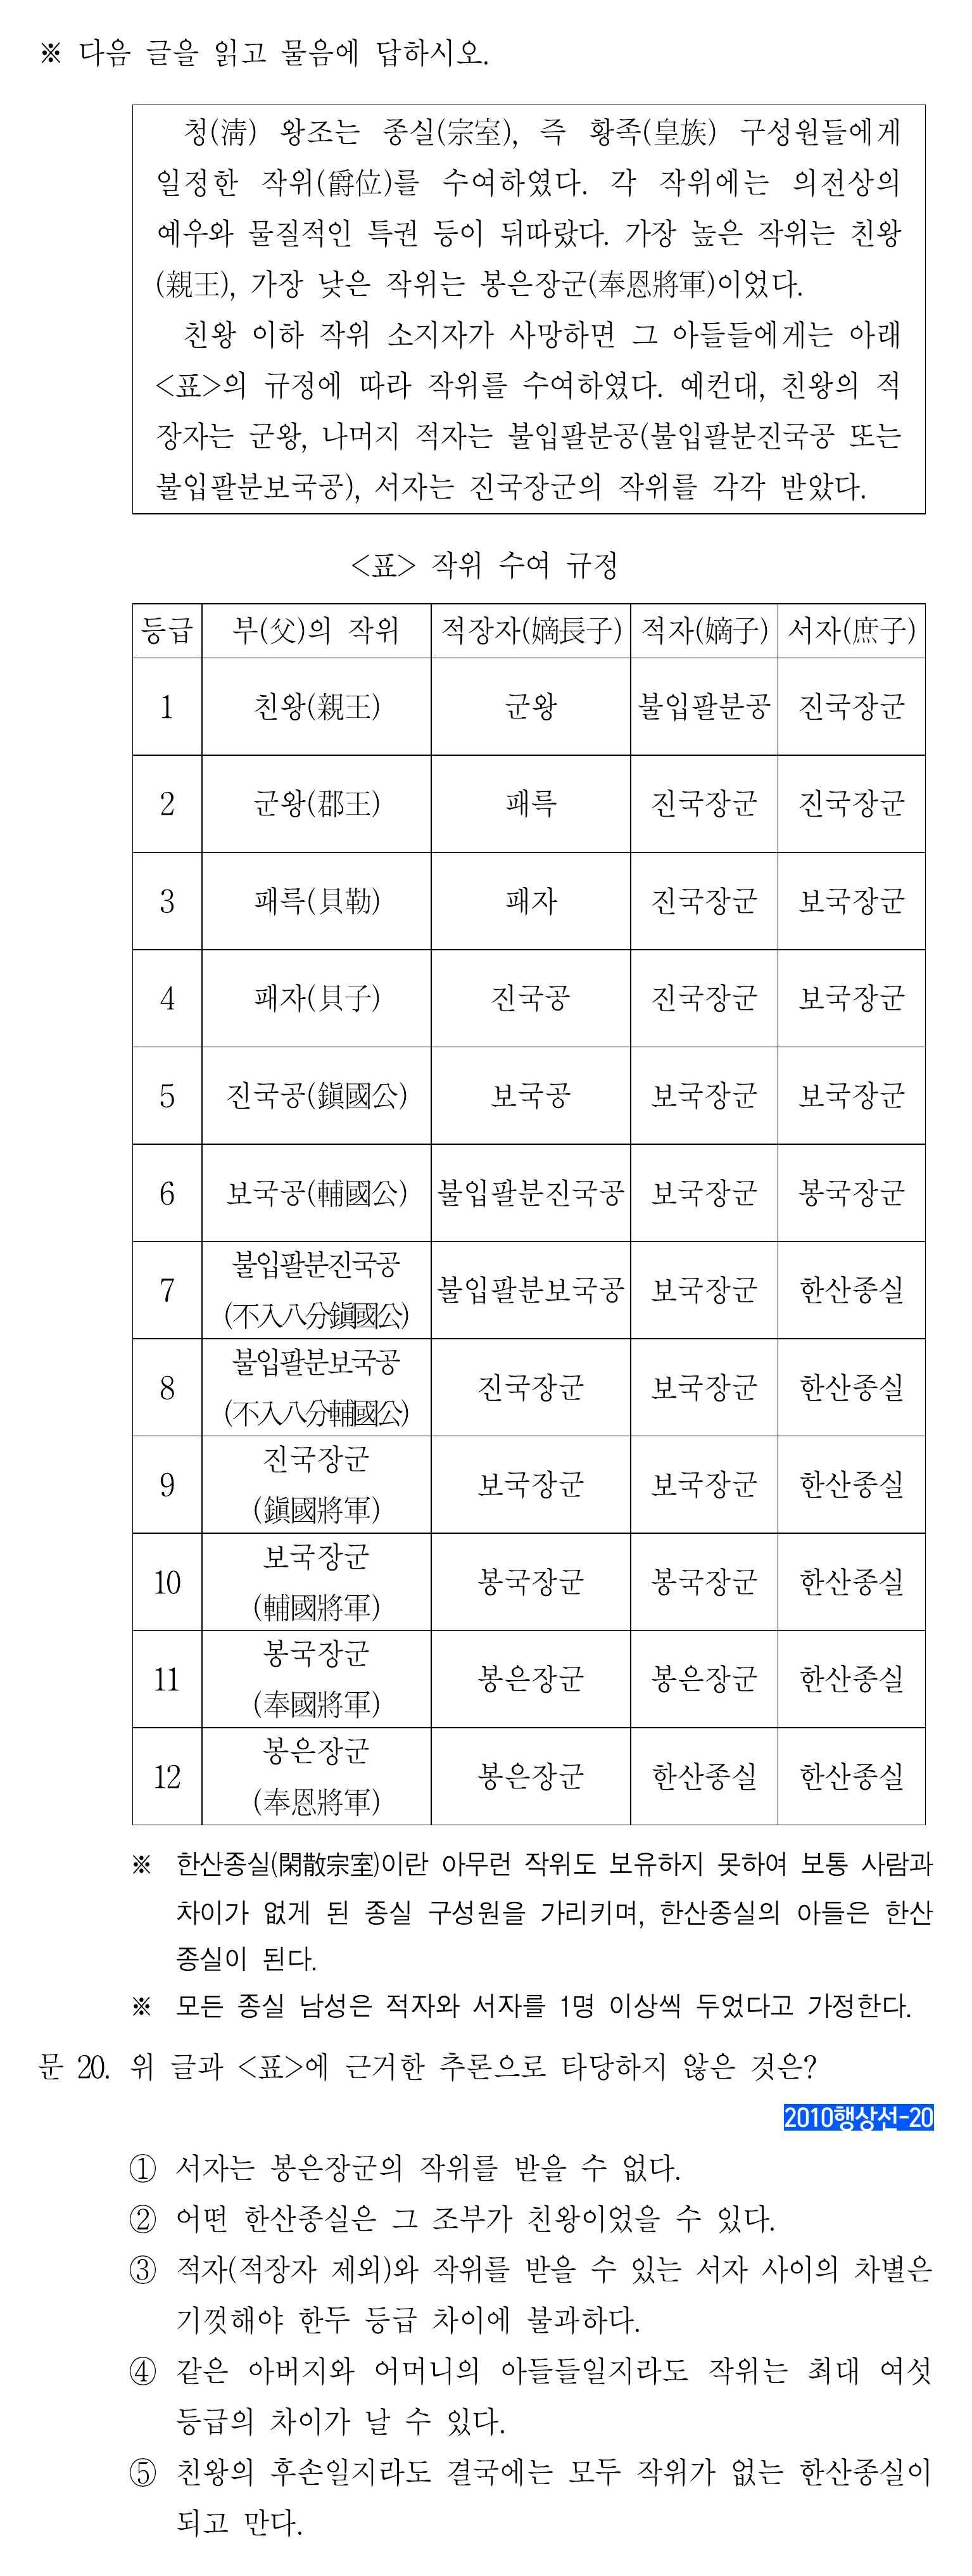 ※ 다음 글을 읽고 물음에 답하시오.
청(淸) 왕조는 종실(宗室), 즉 황족(皇族) 구성원들에게
일정한 작위(爵位)를 수여하였다. 각 작위에는 의전상의
예우와 물질적인 특권 등이 뒤따랐다. 가장 높은 작위는 친왕
(親王), 가장 낮은 작위는 봉은장군(奉恩將軍)이었다.
친왕 이하 작위 소지자가 사망하면 그 아들들에게는 아래
<표>의 규정에 따라 작위를 수여하였다. 예컨대, 친왕의 적
장자는 군왕, 나머지 적자는 불입팔분공(불입팔분진국공 또는
불입팔분보국공), 서자는 진국장군의 작위를 각각 받았다.
<표> 작위 수여 규정
등급 부(父)의 작위 적장자(嫡長子) 적자(嫡子) 서자(庶子)
1 친왕(親王) 군왕 불입팔분공 진국장군
2 군왕(郡王) 패륵 진국장군 진국장군
3 패륵(貝勒) 패자 진국장군 보국장군
4 패자(貝子) 진국공 진국장군 보국장군
5 진국공(鎭國公) 보국공 보국장군 보국장군
6 보국공(輔國公) 불입팔분진국공 보국장군 봉국장군
7 불입팔분진국공
(不入八分鎭國公) 불입팔분보국공 보국장군 한산종실
8 불입팔분보국공
(不入八分輔國公) 진국장군 보국장군 한산종실
9 진국장군
(鎭國將軍) 보국장군 보국장군 한산종실
10 보국장군
(輔國將軍) 봉국장군 봉국장군 한산종실
11 봉국장군
(奉國將軍) 봉은장군 봉은장군 한산종실
12 봉은장군
(奉恩將軍) 봉은장군 한산종실 한산종실
※ 한산종실(閑散宗室)이란 아무런 작위도 보유하지 못하여 보통 사람과
차이가 없게 된 종실 구성원을 가리키며, 한산종실의 아들은 한산
종실이 된다.
※ 모든 종실 남성은 적자와 서자를 1명 이상씩 두었다고 가정한다.
문 20. 위 글과 <표>에 근거한 추론으로 타당하지 않은 것은?
2010행상선-20
① 서자는 봉은장군의 작위를 받을 수 없다.
② 어떤 한산종실은 그 조부가 친왕이었을 수 있다.
③ 적자(적장자 제외)와 작위를 받을 수 있는 서자 사이의 차별은
기껏해야 한두 등급 차이에 불과하다.
④ 같은 아버지와 어머니의 아들들일지라도 작위는 최대 여섯
등급의 차이가 날 수 있다.
⑤ 친왕의 후손일지라도 결국에는 모두 작위가 없는 한산종실이
되고 만다.